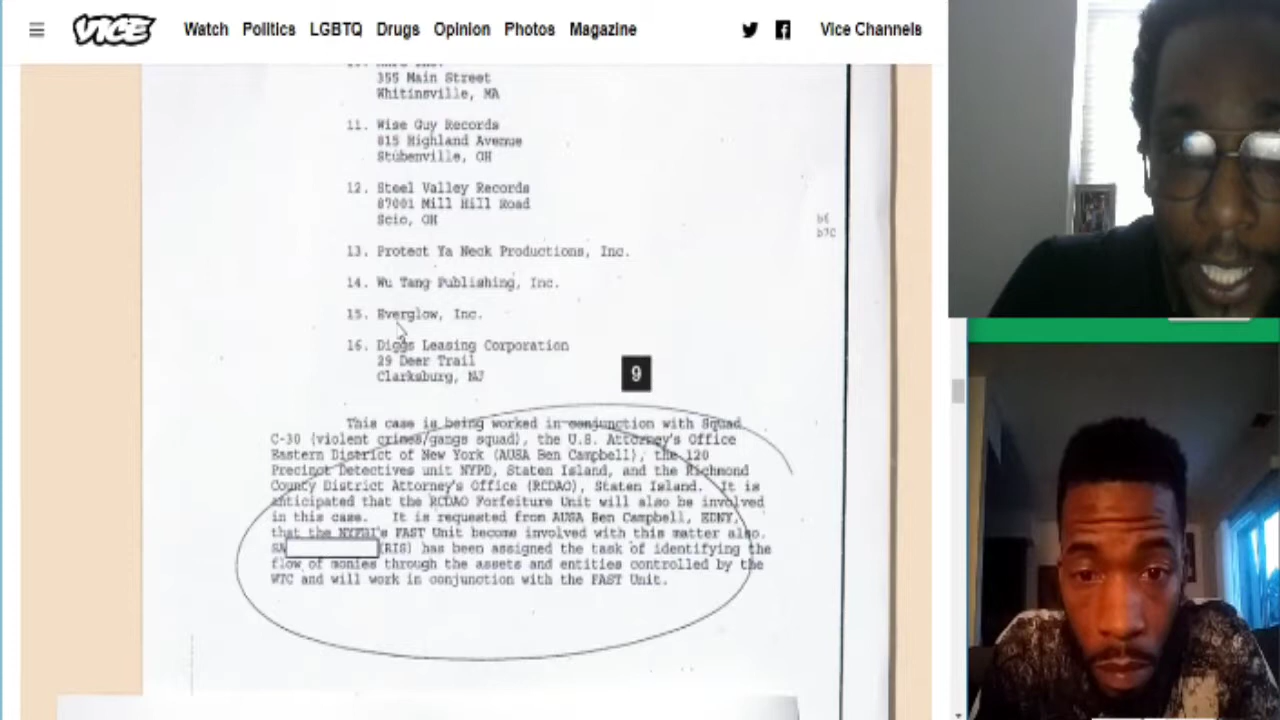 VICE Watch Politics LGBTQ Drugs Opinion Photos Magazine Vice Channels
355 Main Street
Whitinsville, MA
11. Wise Guy Records
815 Highland Avenue
Stubenville, OH
12. Steel Valley Records
87001 Mill Hill Road
Scio, OH
b6
b7C
13. Protect Ya Neck Productions, Inc.
14. Wu Tang Publishing, Inc.
15. Everglow, Inc.
16. Diggs Leasing Corporation
29 Deer Trail
Clarksburg, NJ
9
This case is being worked in conjunction with Squad
C-30 (violent crimes/gangs squad), the U.S. Attorney's Office
Eastern District of New York (AUSA Ben Campbell), the 120
Precinct Detectives unit NYPD, Staten Island, and the Richmond
County District Attorney's Office (RCDAO), Staten Island. It is
anticipated that the RCDAO Forfeiture Unit will also be involved
in this case. It is requested from AUSA Ben Campbell, EDNY,
that the NYFBI's FAST Unit become involved with this matter also.
SA (RIS) has been assigned the task of identifying the
flow of monies through the assets and entities controlled by the
WTC and will work in conjunction with the FAST Unit.